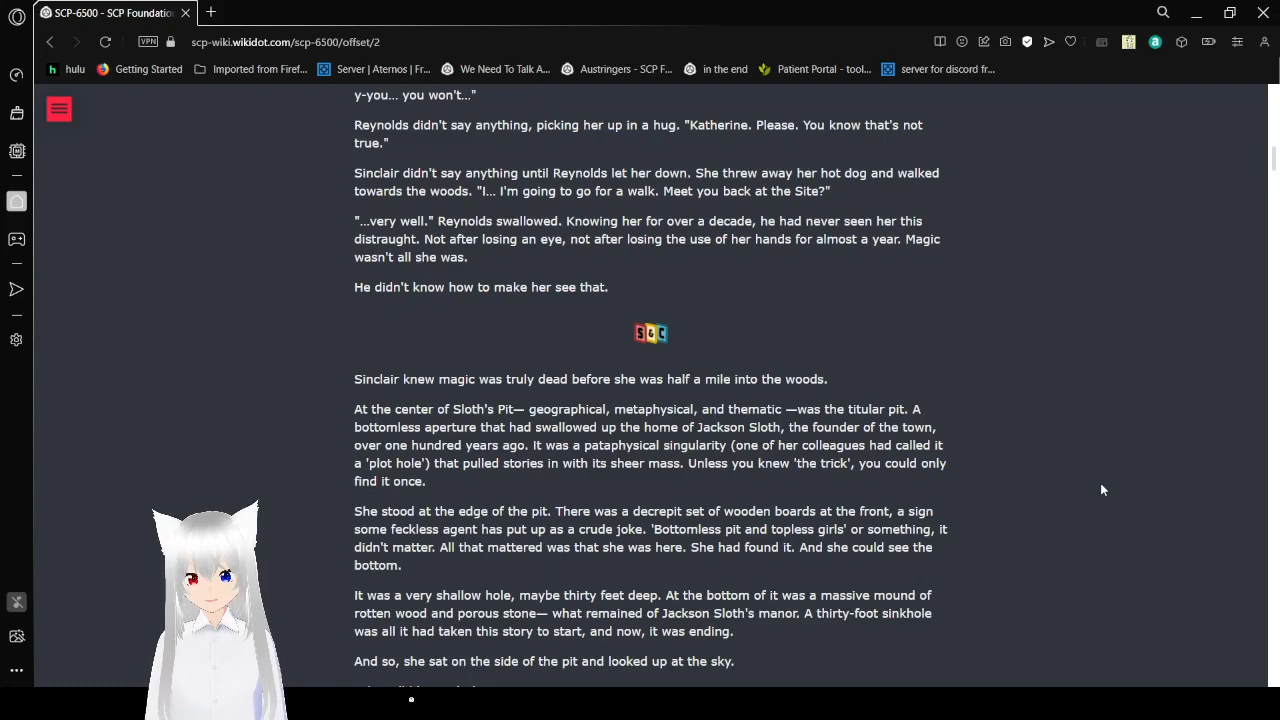 SCP-6500 - SCP Foundatio
VPN
scp-wiki.wikidot.com/scp-6500/offset/2
h hulu
Getting Started
Imported from Firef...
Server | Aternos | Fr...
We Need To Talk A...
Austringers - SCP F...
in the end
Patient Portal - tool...
server for discord fr...
y-you... you won't..."
Reynolds didn't say anything, picking her up in a hug. "Katherine. Please. You know that's not
true."
Sinclair didn't say anything until Reynolds let her down. She threw away her hot dog and walked
towards the woods. "I... I'm going to go for a walk. Meet you back at the Site?"
"...very well." Reynolds swallowed. Knowing her for over a decade, he had never seen her this
distraught. Not after losing an eye, not after losing the use of her hands for almost a year. Magic
wasn't all she was.
He didn't know how to make her see that.
S & C
Sinclair knew magic was truly dead before she was half a mile into the woods.
At the center of Sloth's Pit— geographical, metaphysical, and thematic —was the titular pit. A
bottomless aperture that had swallowed up the home of Jackson Sloth, the founder of the town,
over one hundred years ago. It was a pataphysical singularity (one of her colleagues had called it
a 'plot hole') that pulled stories in with its sheer mass. Unless you knew 'the trick', you could only
find it once.
She stood at the edge of the pit. There was a decrepit set of wooden boards at the front, a sign
some feckless agent has put up as a crude joke. 'Bottomless pit and topless girls' or something, it
didn't matter. All that mattered was that she was here. She had found it. And she could see the
bottom.
It was a very shallow hole, maybe thirty feet deep. At the bottom of it was a massive mound of
rotten wood and porous stone— what remained of Jackson Sloth's manor. A thirty-foot sinkhole
was all it had taken this story to start, and now, it was ending.
And so, she sat on the side of the pit and looked up at the sky.